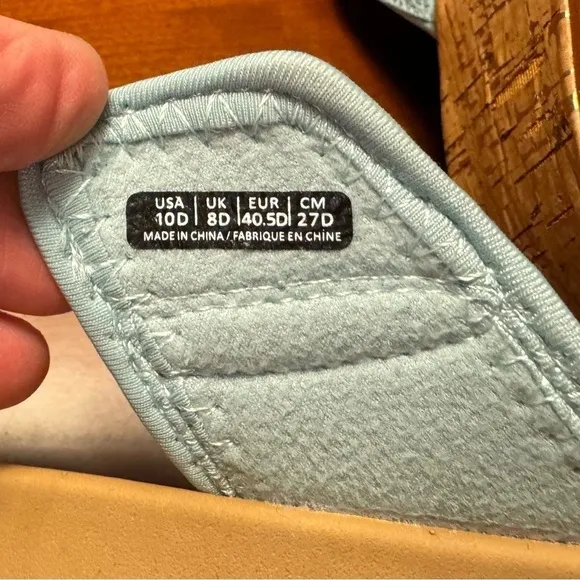 USA | UK | EUR | CM
10D | 8D | 40.5D | 27D
MADE IN CHINA / FABRIQUE EN CHINE